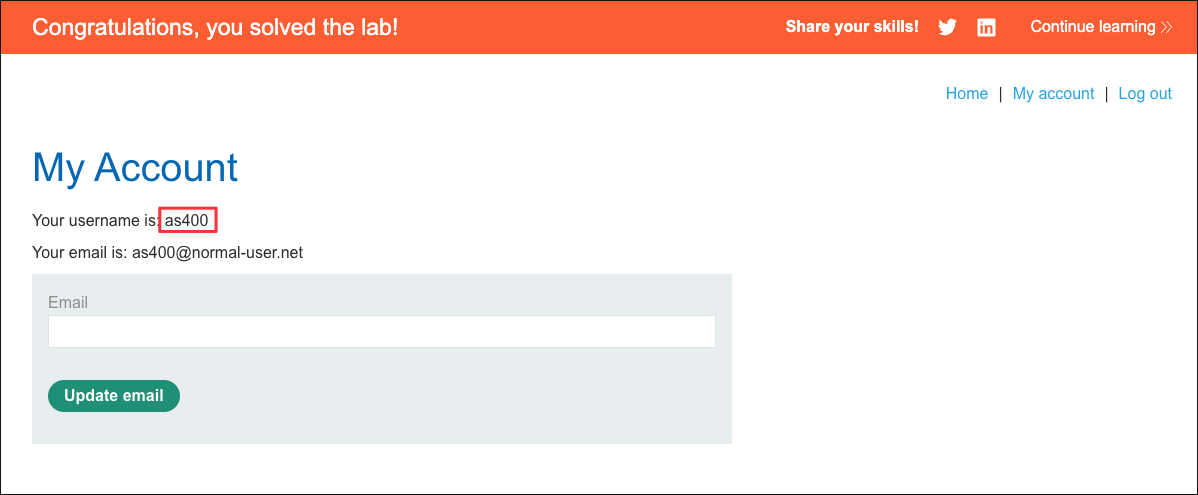 Congratulations, you solved the lab!
Share your skills!
Continue learning
Home | My account | Log out
My Account
Your username is: as400
Your email is: as400@normal-user.net
Email
Update email